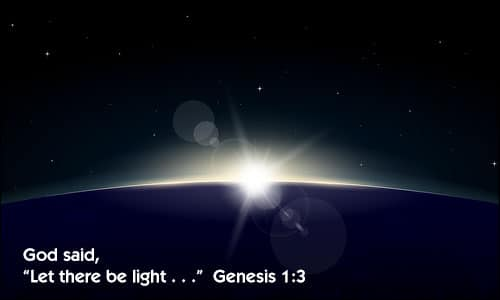 God said,
“Let there be light . . .”  Genesis 1:3